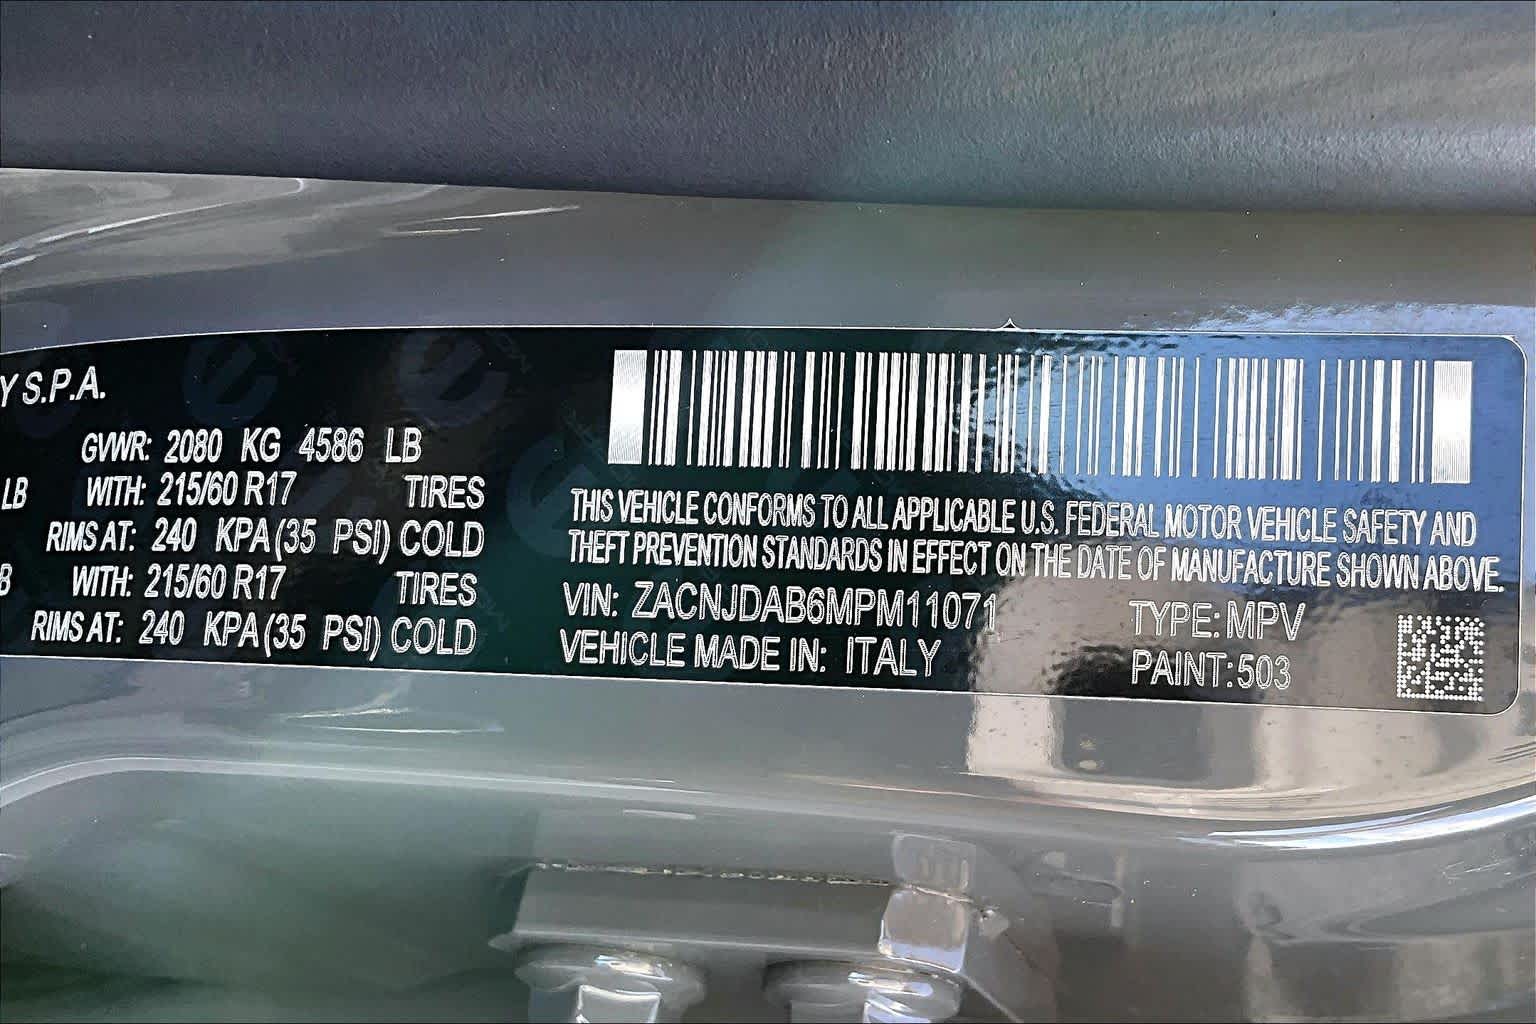 Y S.P.A.
GVWR: 2080 KG 4586 LB
LB WITH: 215/60 R17 TIRES
RIMS AT: 240 KPA(35 PSI) COLD
B WITH: 215/60 R17 TIRES
RIMS AT: 240 KPA(35 PSI) COLD
THIS VEHICLE CONFORMS TO ALL APPLICABLE U.S. FEDERAL MOTOR VEHICLE SAFETY AND
THEFT PREVENTION STANDARDS IN EFFECT ON THE DATE OF MANUFACTURE SHOWN ABOVE.
VIN: ZACNJDAB6MPM11071 TYPE: MPV
VEHICLE MADE IN: ITALY PAINT: 503